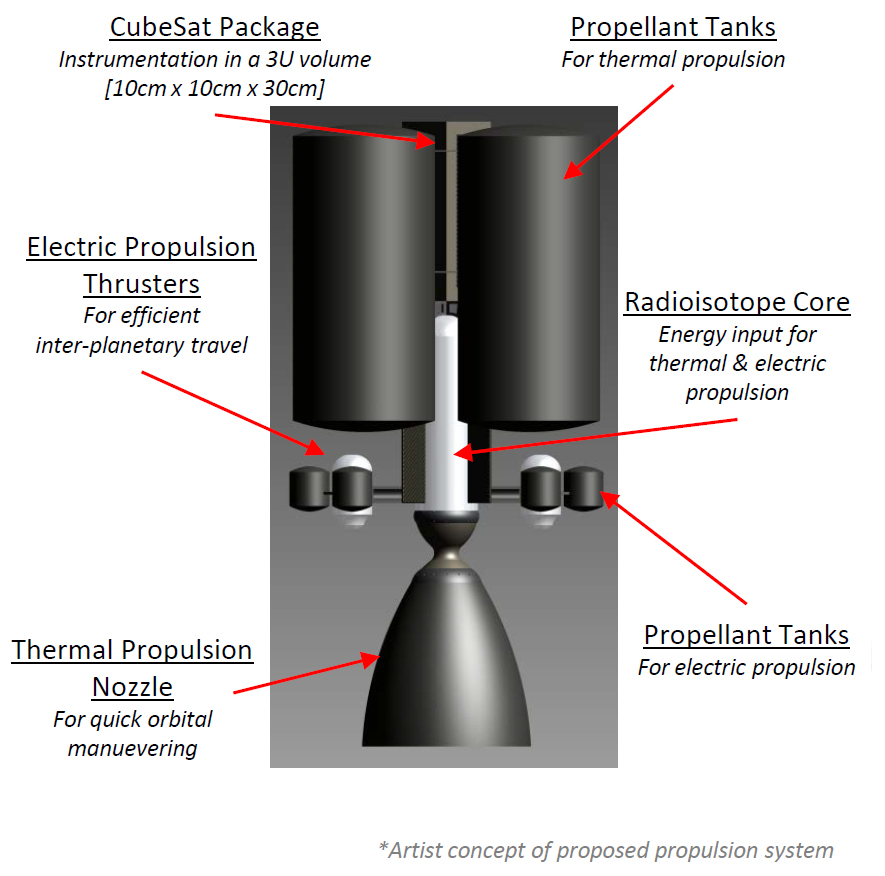 CubeSat Package
Instrumentation in a 3U volume
[10cm x 10cm x 30cm]
Propellant Tanks
For thermal propulsion
Electric Propulsion
Thrusters
For efficient
inter-planetary travel
Radioisotope Core
Energy input for
thermal & electric
propulsion
Thermal Propulsion
Nozzle
For quick orbital
manuevering
Propellant Tanks
For electric propulsion
*Artist concept of proposed propulsion system